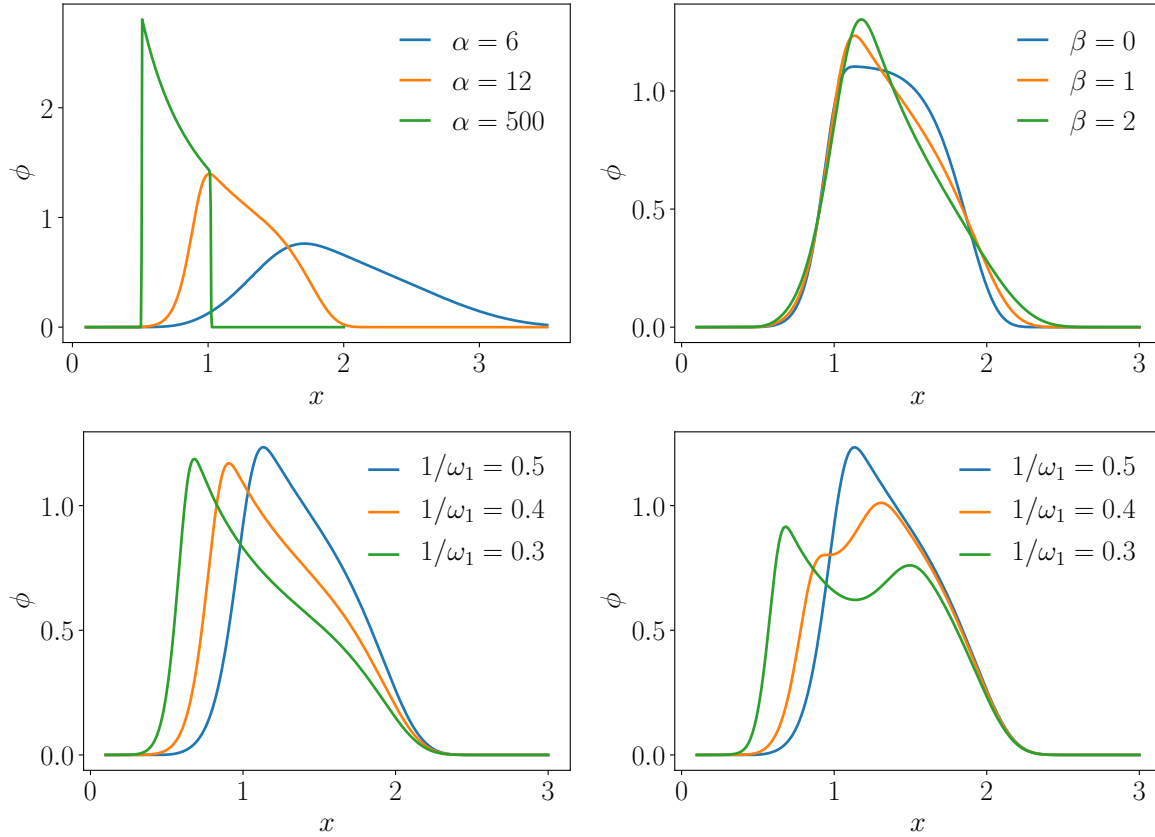 α = 6
α = 12
α = 500
ϕ
2
1
0
0 1 2 3
x
β = 0
β = 1
β = 2
ϕ
1.0
0.5
0.0
0 1 2 3
x
1/ω₁ = 0.5
1/ω₁ = 0.4
1/ω₁ = 0.3
ϕ
1.0
0.5
0.0
0 1 2 3
x
1/ω₁ = 0.5
1/ω₁ = 0.4
1/ω₁ = 0.3
ϕ
1.0
0.5
0.0
0 1 2 3
x